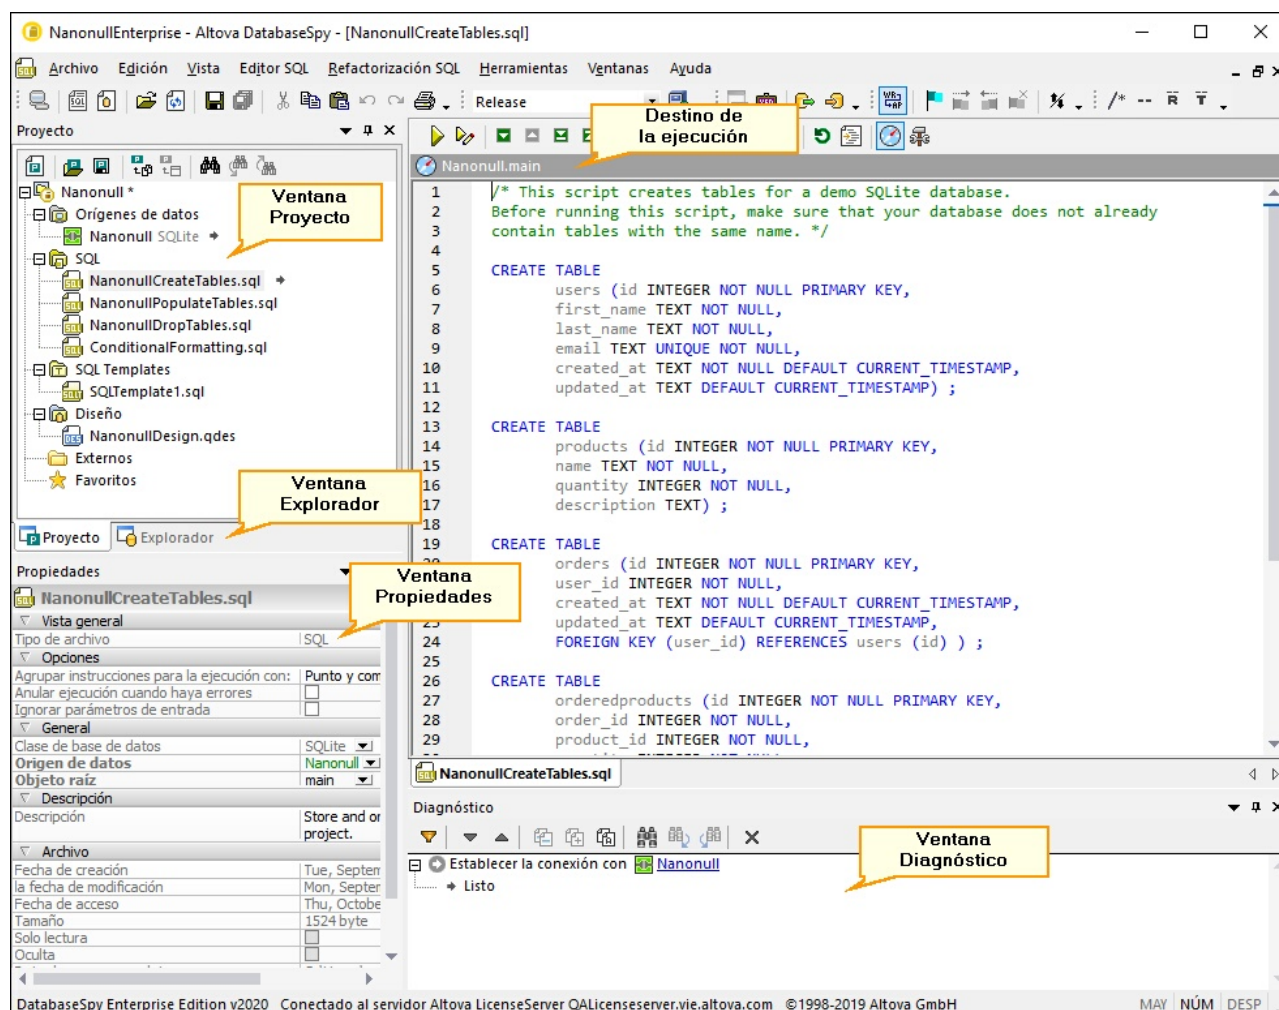 NanonullEnterprise - Altova DatabaseSpy - [NanonullCreateTables.sql]
Archivo Edición Vista Editor SQL Refactorización SQL Herramientas Ventanas Ayuda
Release
Destino de
la ejecución
Proyecto
Nanonull.main
Nanonull *
Orígenes de datos
Nanonull SQLite
SQL
NanonullCreateTables.sql
NanonullPopulateTables.sql
NanonullDropTables.sql
ConditionalFormatting.sql
SQL Templates
SQLTemplate1.sql
Diseño
NanonullDesign.qdes
Externos
Favoritos
Ventana
Proyecto
Ventana
Explorador
Proyecto Explorador
1 /* This script creates tables for a demo SQLite database.
2 Before running this script, make sure that your database does not already
3 contain tables with the same name. */
4
5 CREATE TABLE
6 users (id INTEGER NOT NULL PRIMARY KEY,
7 first_name TEXT NOT NULL,
8 last_name TEXT NOT NULL,
9 email TEXT UNIQUE NOT NULL,
10 created_at TEXT NOT NULL DEFAULT CURRENT_TIMESTAMP,
11 updated_at TEXT DEFAULT CURRENT_TIMESTAMP) ;
12
13 CREATE TABLE
14 products (id INTEGER NOT NULL PRIMARY KEY,
15 name TEXT NOT NULL,
16 quantity INTEGER NOT NULL,
17 description TEXT) ;
18
19 CREATE TABLE
orders (id INTEGER NOT NULL PRIMARY KEY,
user_id INTEGER NOT NULL,
created_at TEXT NOT NULL DEFAULT CURRENT_TIMESTAMP,
updated_at TEXT DEFAULT CURRENT_TIMESTAMP,
24 FOREIGN KEY (user_id) REFERENCES users (id) ) ;
25
26 CREATE TABLE
27 orderedproducts (id INTEGER NOT NULL PRIMARY KEY,
28 order_id INTEGER NOT NULL,
29 product_id INTEGER NOT NULL,
NanonullCreateTables.sql
Propiedades
Ventana
Propiedades
NanonullCreateTables.sql
Vista general
Tipo de archivo SQL
Opciones
Agrupar instrucciones para la ejecución con: Punto y com
Anular ejecución cuando haya errores
Ignorar parámetros de entrada
General
Clase de base de datos SQLite
Origen de datos Nanonull
Objeto raíz main
Descripción
Descripción Store and or
project.
Archivo
Fecha de creación Tue, Septem
la fecha de modificación Mon, Septer
Fecha de acceso Thu, Octobe
Tamaño 1524 byte
Solo lectura
Oculta
Diagnóstico
Establecer la conexión con Nanonull
Listo
Ventana
Diagnóstico
DatabaseSpy Enterprise Edition v2020 Conectado al servidor Altova LicenseServer QALicenseserver.vie.altova.com ©1998-2019 Altova GmbH MAY NÚM DESP